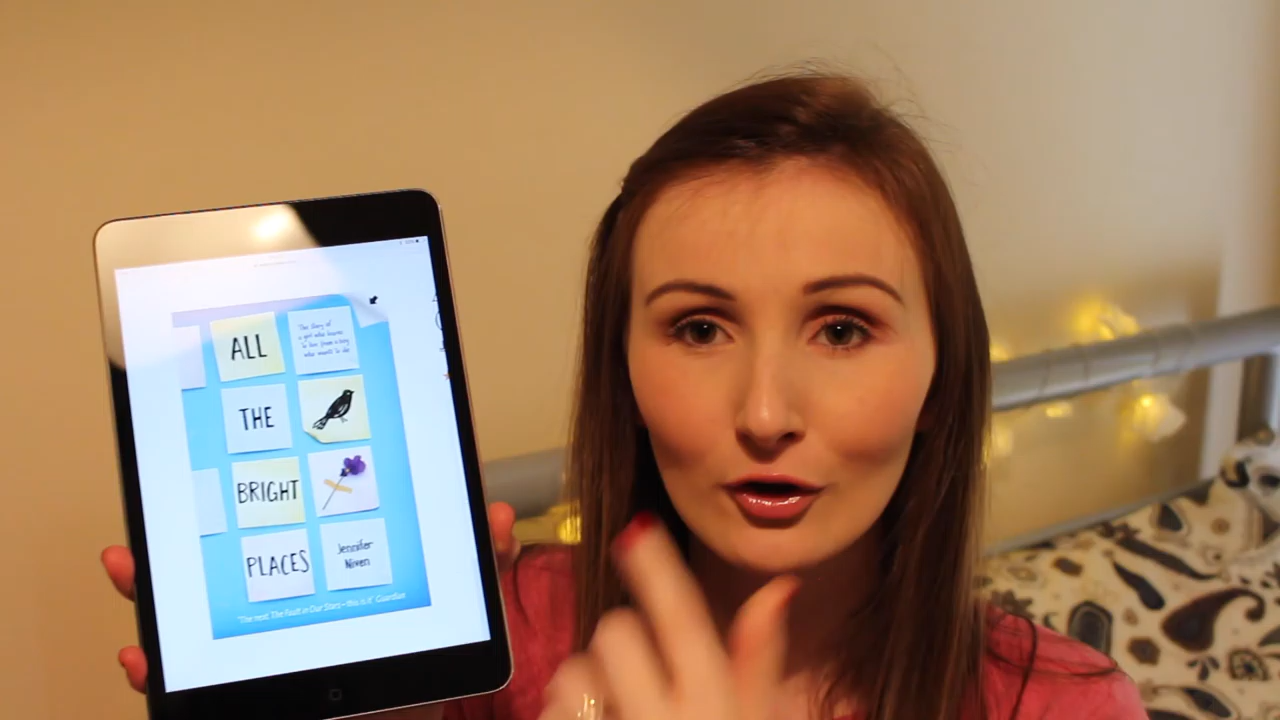 ALL
The story of
a girl who learns
to live from a boy
who wants to die
THE
BRIGHT
PLACES
Jennifer
Niven
"The next The Fault in Our Stars – this is it' Guardian